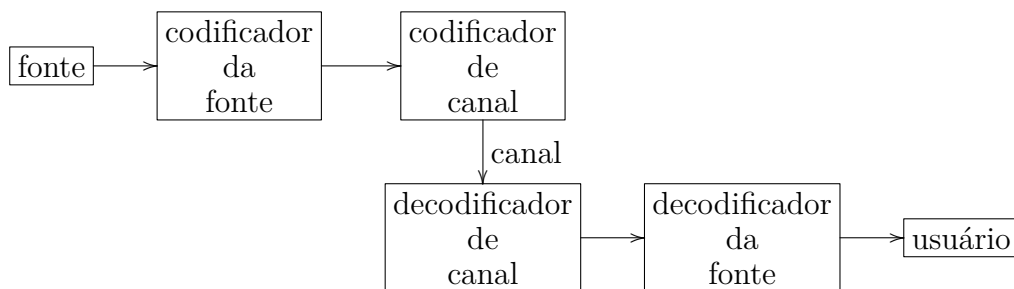 fonte
codificador
da
fonte
codificador
de
canal
canal
decodificador
de
canal
decodificador
da
fonte
usuário